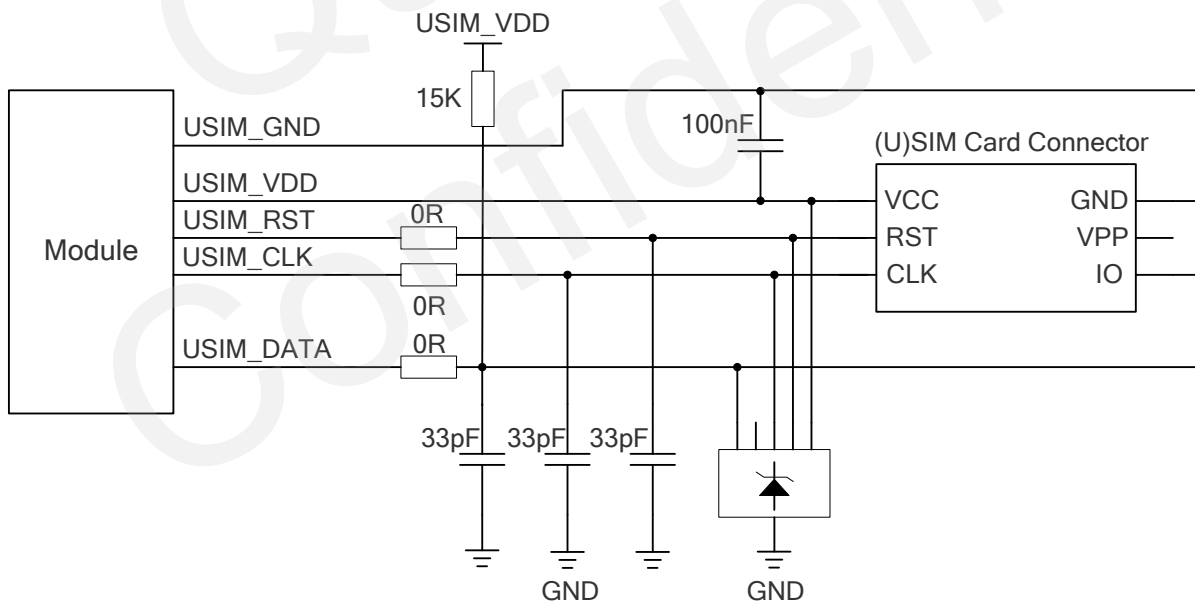 USIM_VDD
15K
USIM_GND
100nF
(U)SIM Card Connector
USIM_VDD
VCC
GND
USIM_RST
0R
RST
VPP
Module
USIM_CLK
CLK
IO
0R
USIM_DATA
0R
33pF
33pF
33pF
GND
GND
Confiden